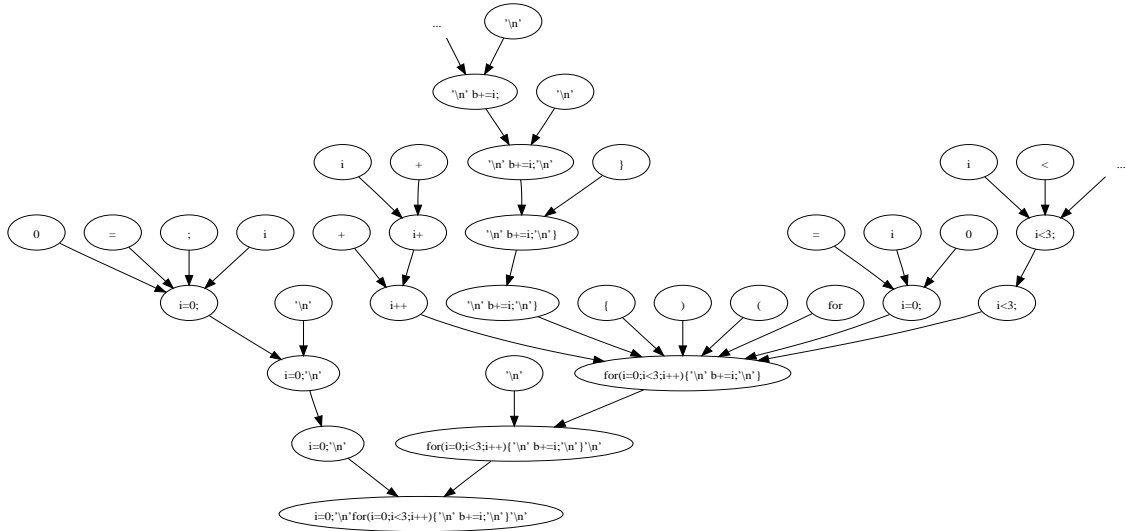 ... '\n'
'\n' b+=i; '\n'
i + '\n' b+=i;'\n' } i < ...
0 = ; i + i+ '\n' b+=i;'\n'} = i 0 i<3;
i=0; '\n' i++ '\n' b+=i;'\n'} { ) ( for i=0; i<3;
i=0;'\n' '\n' for(i=0;i<3;i++){'\n' b+=i;'\n'}
i=0;'\n' for(i=0;i<3;i++){'\n' b+=i;'\n'}'\n'
i=0;'\n'for(i=0;i<3;i++){'\n' b+=i;'\n'}'\n'